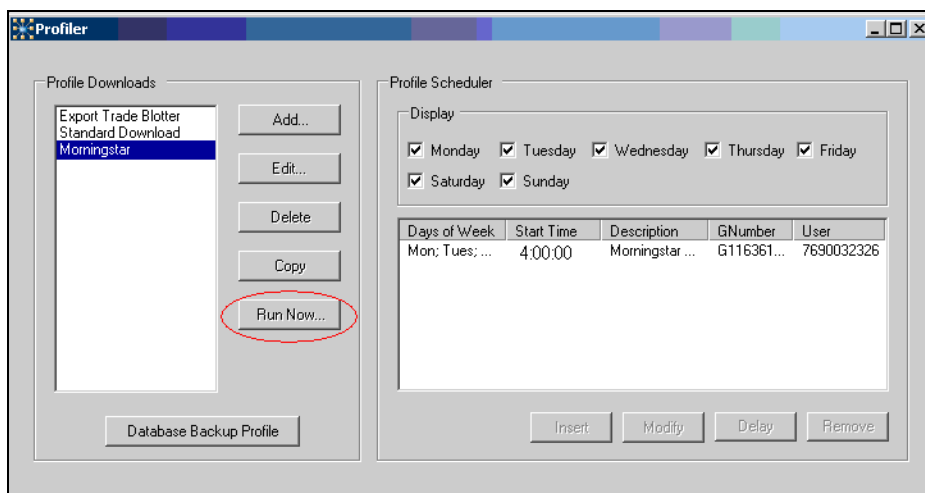 Profiler
Profile Downloads
Export Trade Blotter
Standard Download
Morningstar
Add...
Edit...
Delete
Copy
Run Now...
Database Backup Profile
Profile Scheduler
Display
Monday Tuesday Wednesday Thursday Friday
Saturday Sunday
Days of Week Start Time Description GNumber User
Mon; Tues; ... 4:00:00 Morningstar ... G116361... 7690032326
Insert Modify Delay Remove